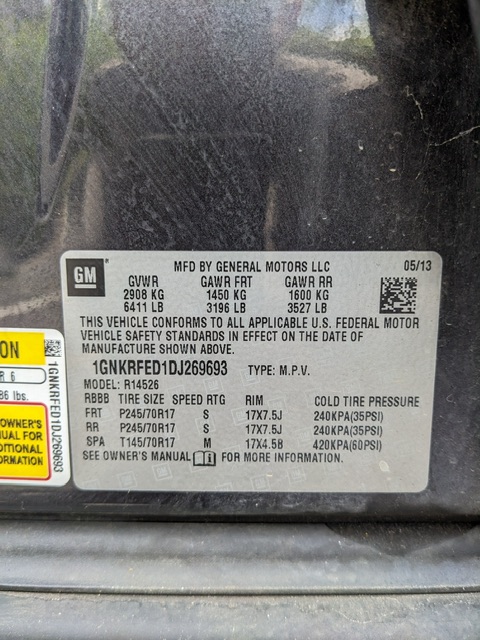 GM
MFD BY GENERAL MOTORS LLC 05/13
GVWR GAWR FRT GAWR RR
2908 KG 1450 KG 1600 KG
6411 LB 3196 LB 3527 LB
THIS VEHICLE CONFORMS TO ALL APPLICABLE U.S. FEDERAL MOTOR
VEHICLE SAFETY STANDARDS IN EFFECT ON THE DATE OF
MANUFACTURE SHOWN ABOVE.
1GNKRFED1DJ269693 TYPE: M.P.V.
MODEL: R14526
RBBB TIRE SIZE SPEED RTG RIM COLD TIRE PRESSURE
FRT P245/70R17 S 17X7.5J 240KPA(35PSI)
RR P245/70R17 S 17X7.5J 240KPA(35PSI)
SPA T145/70R17 M 17X4.5B 420KPA(60PSI)
SEE OWNER'S MANUAL FOR MORE INFORMATION.
ON
R 6
86 lbs.
OWNER'S
NUAL FOR
DITIONAL
ORMATION
1GNKRFED1DJ269693